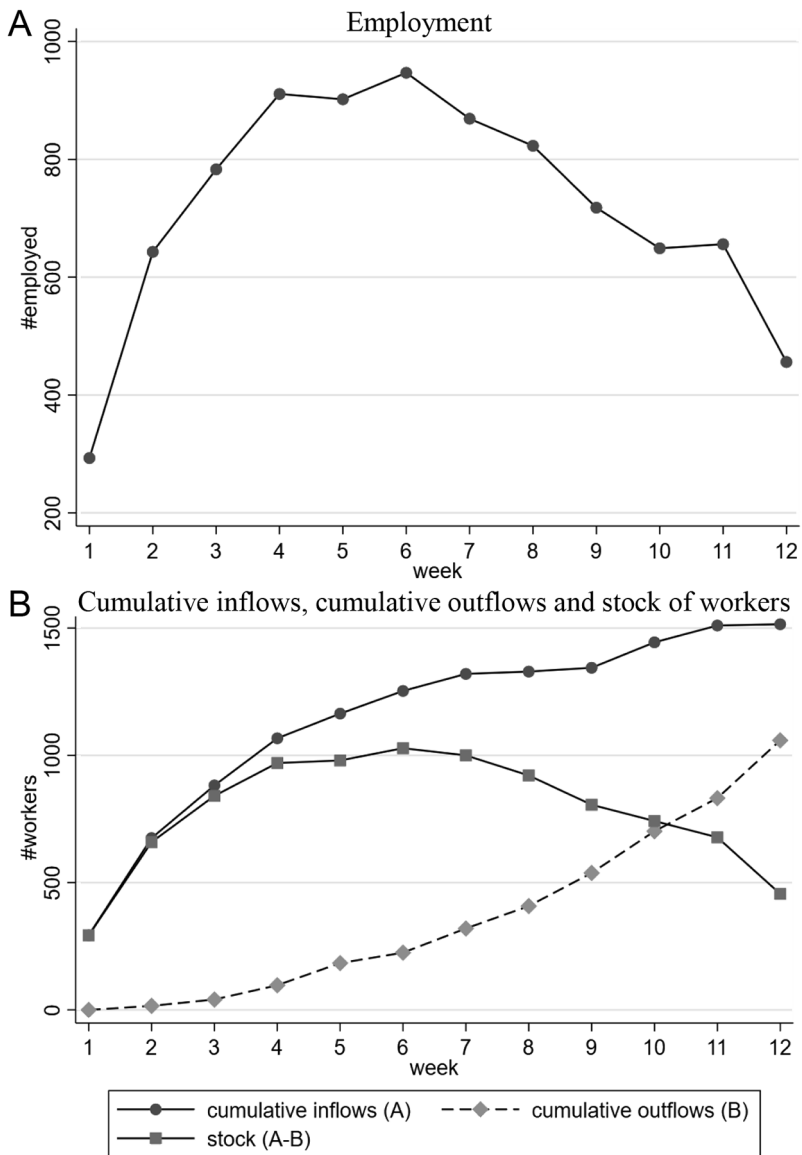 A
Employment
1000
800
600
400
200
#employed
1 2 3 4 5 6 7 8 9 10 11 12
week
B
Cumulative inflows, cumulative outflows and stock of workers
1500
1000
500
0
#workers
1 2 3 4 5 6 7 8 9 10 11 12
week
cumulative inflows (A) cumulative outflows (B)
stock (A-B)